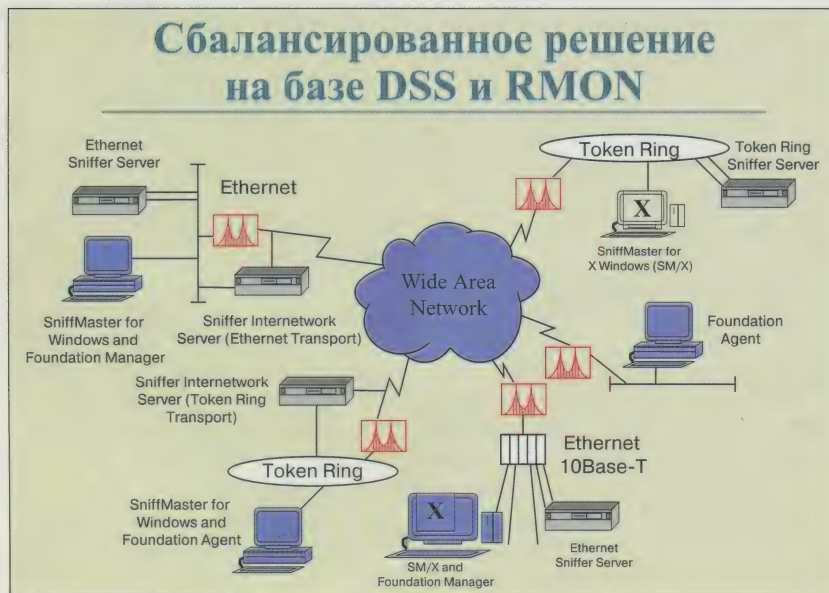 Сбалансированное решение
на базе DSS и RMON
Ethernet
Sniffer Server
Ethernet
SniffMaster for
Windows and
Foundation Manager
Sniffer Internetwork
Server (Ethernet Transport)
Wide Area
Network
Token Ring
Token Ring
Sniffer Server
X
SniffMaster for
X Windows (SM/X)
Foundation
Agent
Sniffer Internetwork
Server (Token Ring
Transport)
Token Ring
SniffMaster for
Windows and
Foundation Agent
Ethernet
10Base-T
X
SM/X and
Foundation Manager
Ethernet
Sniffer Server